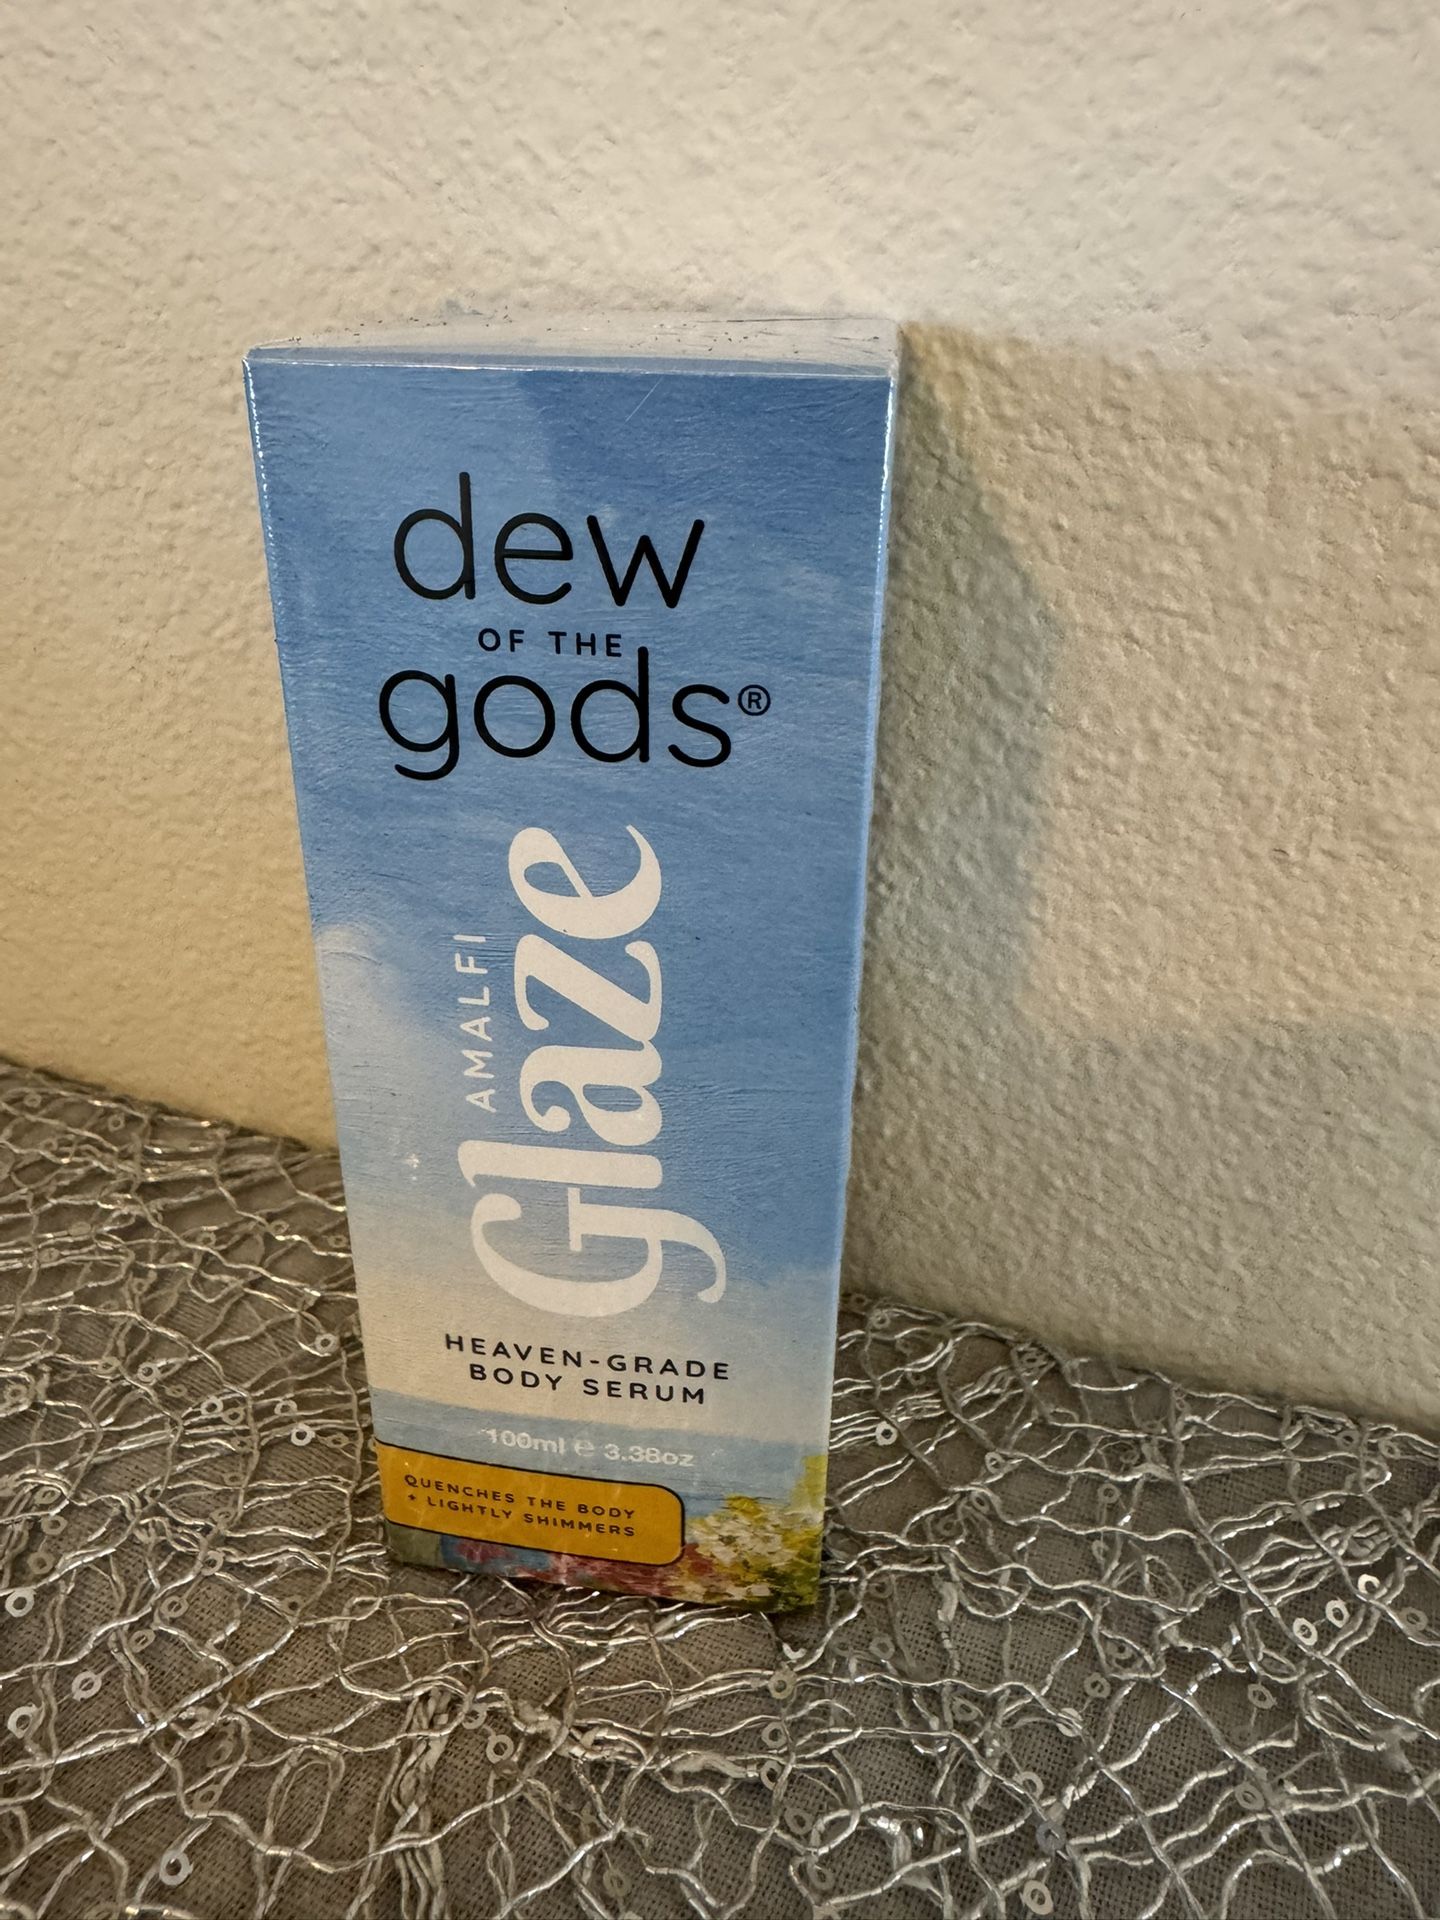 dew
OF THE
gods®
AMALFI
Glaze
HEAVEN-GRADE
BODY SERUM
100ml e 3.38oz
QUENCHES THE BODY
+ LIGHTLY SHIMMERS